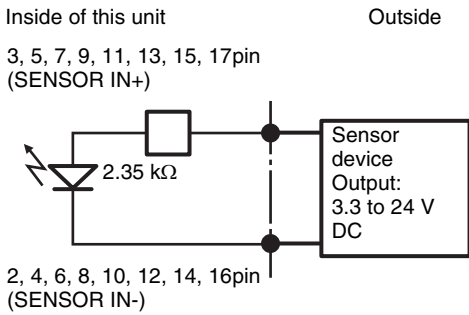 Inside of this unit
Outside
3, 5, 7, 9, 11, 13, 15, 17pin
(SENSOR IN+)
2.35 kΩ
Sensor
device
Output:
3.3 to 24 V
DC
2, 4, 6, 8, 10, 12, 14, 16pin
(SENSOR IN-)